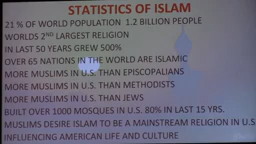 STATISTICS OF ISLAM
21 % OF WORLD POPULATION 1.2 BILLION PEOPLE
WORLDS 2ND LARGEST RELIGION
IN LAST 50 YEARS GREW 500%
OVER 65 NATIONS IN THE WORLD ARE ISLAMIC
MORE MUSLIMS IN U.S. THAN EPISCOPALIANS
MORE MUSLIMS IN U.S. THAN METHODISTS
MORE MUSLIMS IN U.S. THAN JEWS
BUILT OVER 1000 MOSQUES IN U.S. 80% IN LAST 15 YRS.
MUSLIMS DESIRE ISLAM TO BE A MAINSTREAM RELIGION IN U.S
INFLUENCING AMERICAN LIFE AND CULTURE